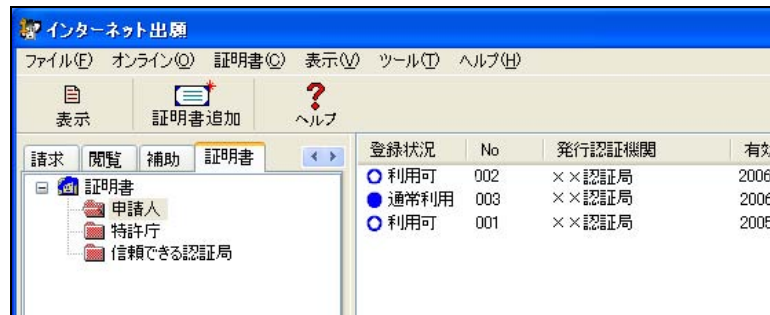 インターネット出願
ファイル(F) オンライン(O) 証明書(C) 表示(V) ツール(T) ヘルプ(H)
表示 証明書追加 ヘルプ
請求 閲覧 補助 証明書
証明書
申請人
特許庁
信頼できる認証局
登録状況 No 発行認証機関 有効
利用可 002 ××認証局 2006
通常利用 003 ××認証局 2006
利用可 001 ××認証局 2005